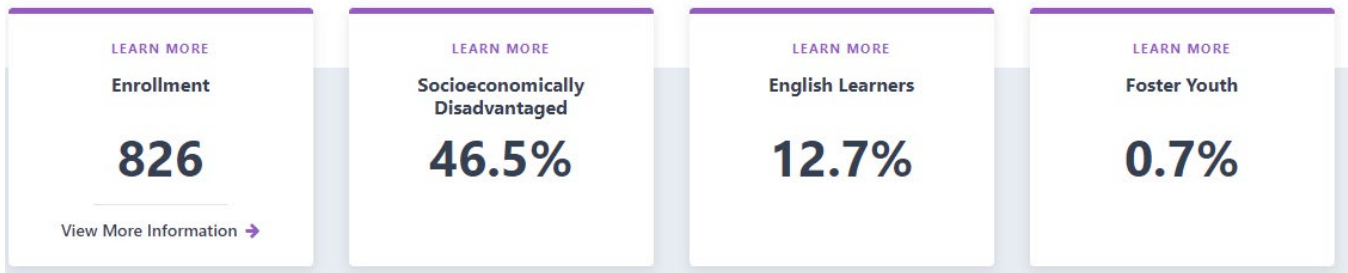 LEARN MORE
Enrollment
826
View More Information
LEARN MORE
Socioeconomically
Disadvantaged
46.5%
LEARN MORE
English Learners
12.7%
LEARN MORE
Foster Youth
0.7%